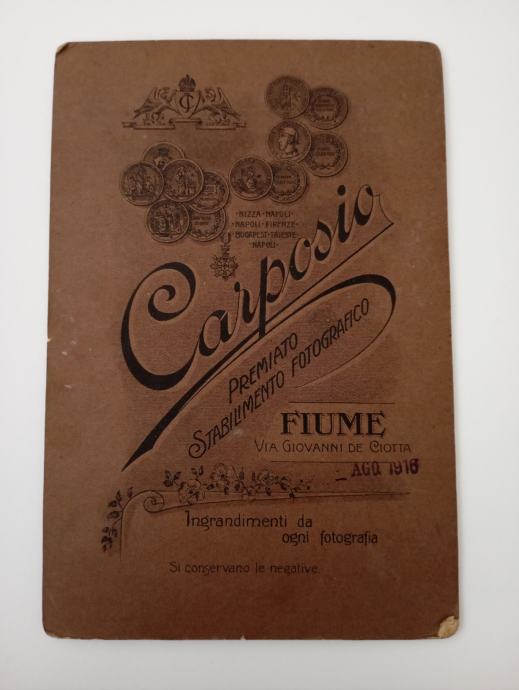 NIZZA · NAPOLI ·
· NAPOLI · FIRENZE ·
· BUDAPEST · TRIESTE ·
· NAPOLI ·
Carposio
PREMIATO
STABILIMENTO FOTOGRAFICO
FIUME
VIA GIOVANNI DE CIOTTA
AGO. 1916
Ingrandimenti da
ogni fotografia
Si conservano le negative.